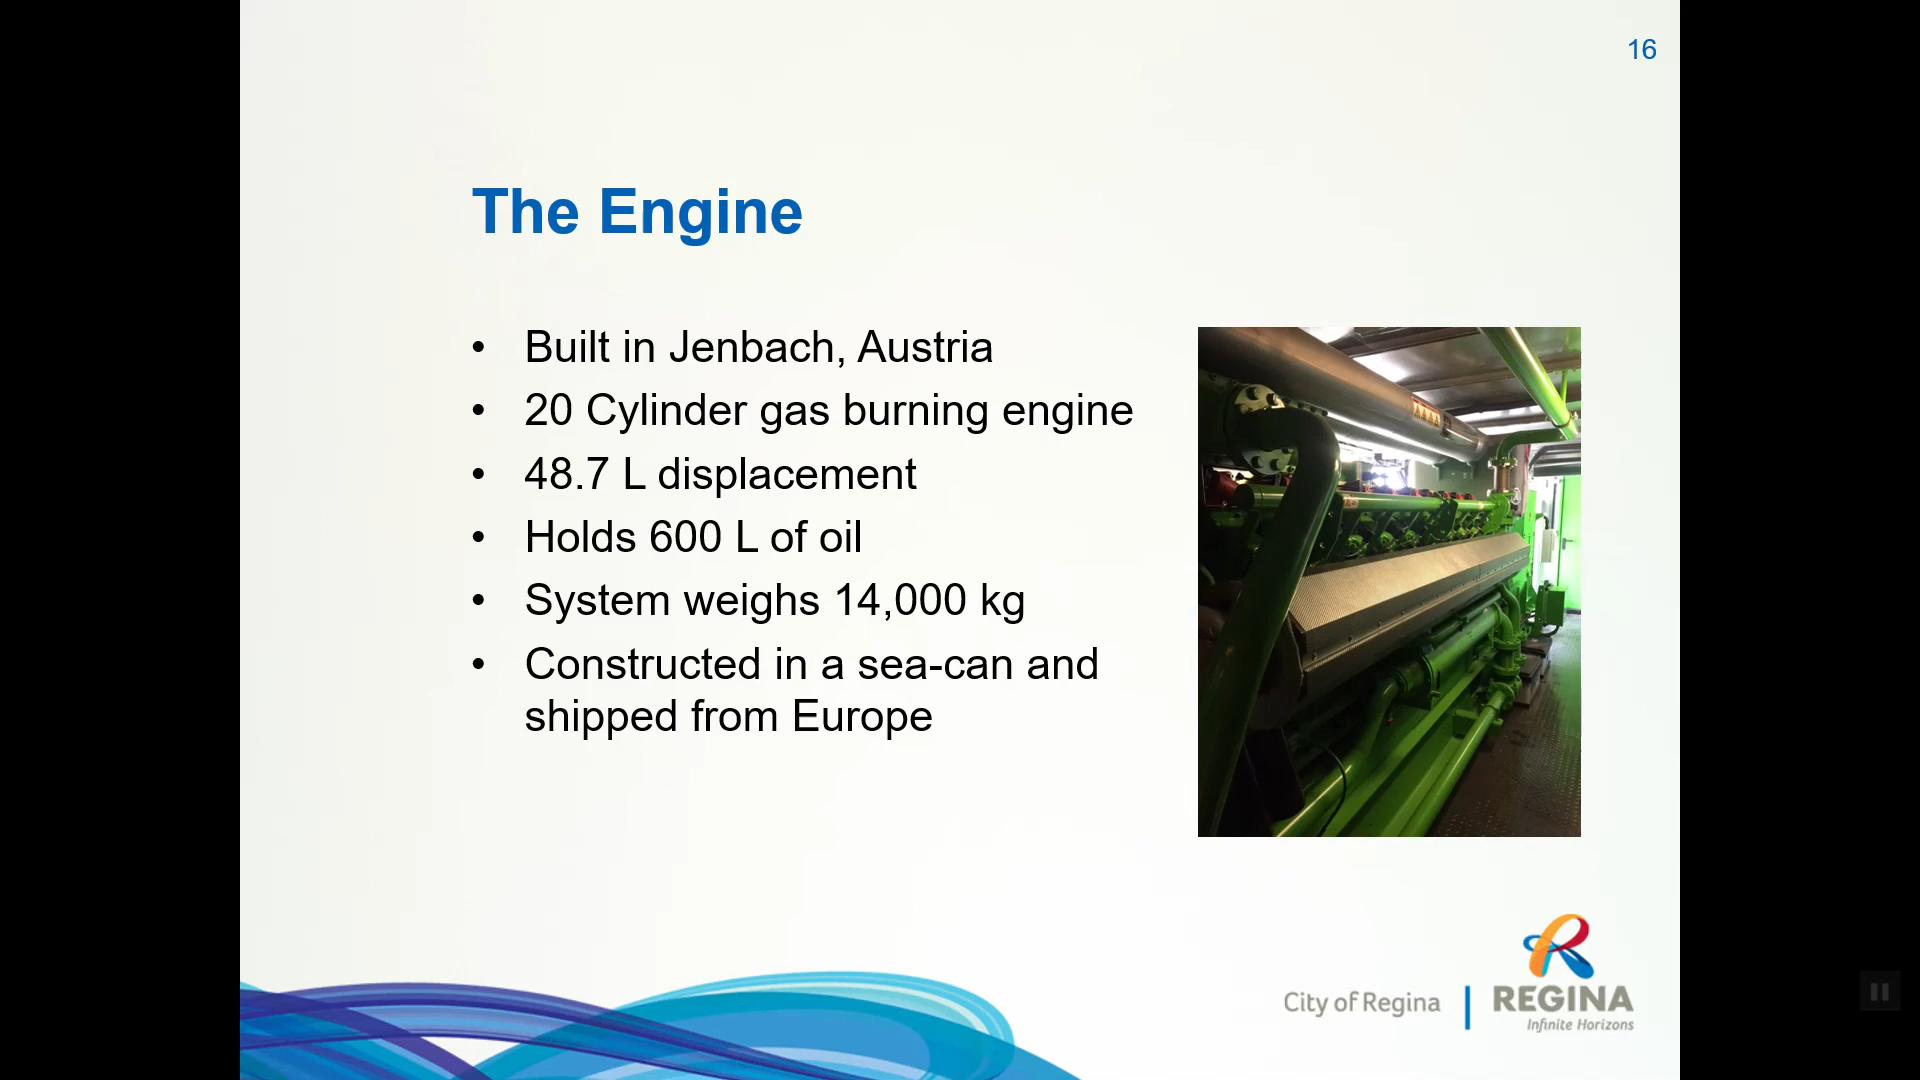 16
The Engine
• Built in Jenbach, Austria
• 20 Cylinder gas burning engine
• 48.7 L displacement
• Holds 600 L of oil
• System weighs 14,000 kg
• Constructed in a sea-can and
shipped from Europe
City of Regina | REGINA
Infinite Horizons